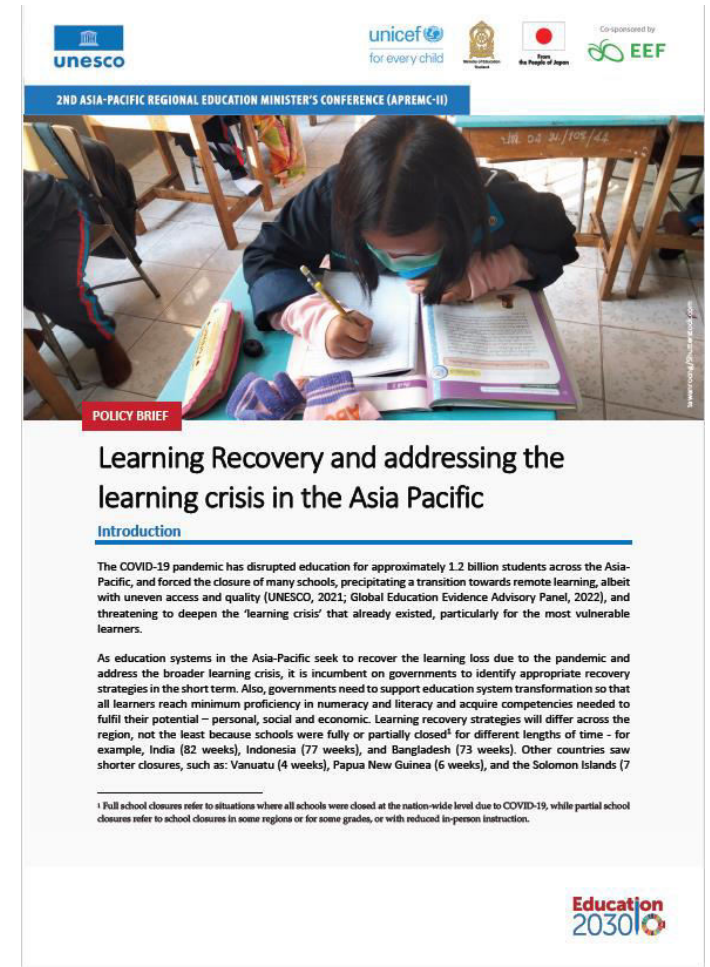 unesco
unicef
for every child
Ministry of Education
Thailand
From
the People of Japan
Co-sponsored by
EEF
2ND ASIA-PACIFIC REGIONAL EDUCATION MINISTER'S CONFERENCE (APREMC-II)
POLICY BRIEF
Learning Recovery and addressing the
learning crisis in the Asia Pacific
Introduction
The COVID-19 pandemic has disrupted education for approximately 1.2 billion students across the Asia-
Pacific, and forced the closure of many schools, precipitating a transition towards remote learning, albeit
with uneven access and quality (UNESCO, 2021; Global Education Evidence Advisory Panel, 2022), and
threatening to deepen the 'learning crisis' that already existed, particularly for the most vulnerable
learners.
As education systems in the Asia-Pacific seek to recover the learning loss due to the pandemic and
address the broader learning crisis, it is incumbent on governments to identify appropriate recovery
strategies in the short term. Also, governments need to support education system transformation so that
all learners reach minimum proficiency in numeracy and literacy and acquire competencies needed to
fulfil their potential – personal, social and economic. Learning recovery strategies will differ across the
region, not the least because schools were fully or partially closed¹ for different lengths of time - for
example, India (82 weeks), Indonesia (77 weeks), and Bangladesh (73 weeks). Other countries saw
shorter closures, such as: Vanuatu (4 weeks), Papua New Guinea (6 weeks), and the Solomon Islands (7
¹ Full school closures refer to situations where all schools were closed at the nation-wide level due to COVID-19, while partial school
closures refer to school closures in some regions or for some grades, or with reduced in-person instruction.
Education
2030